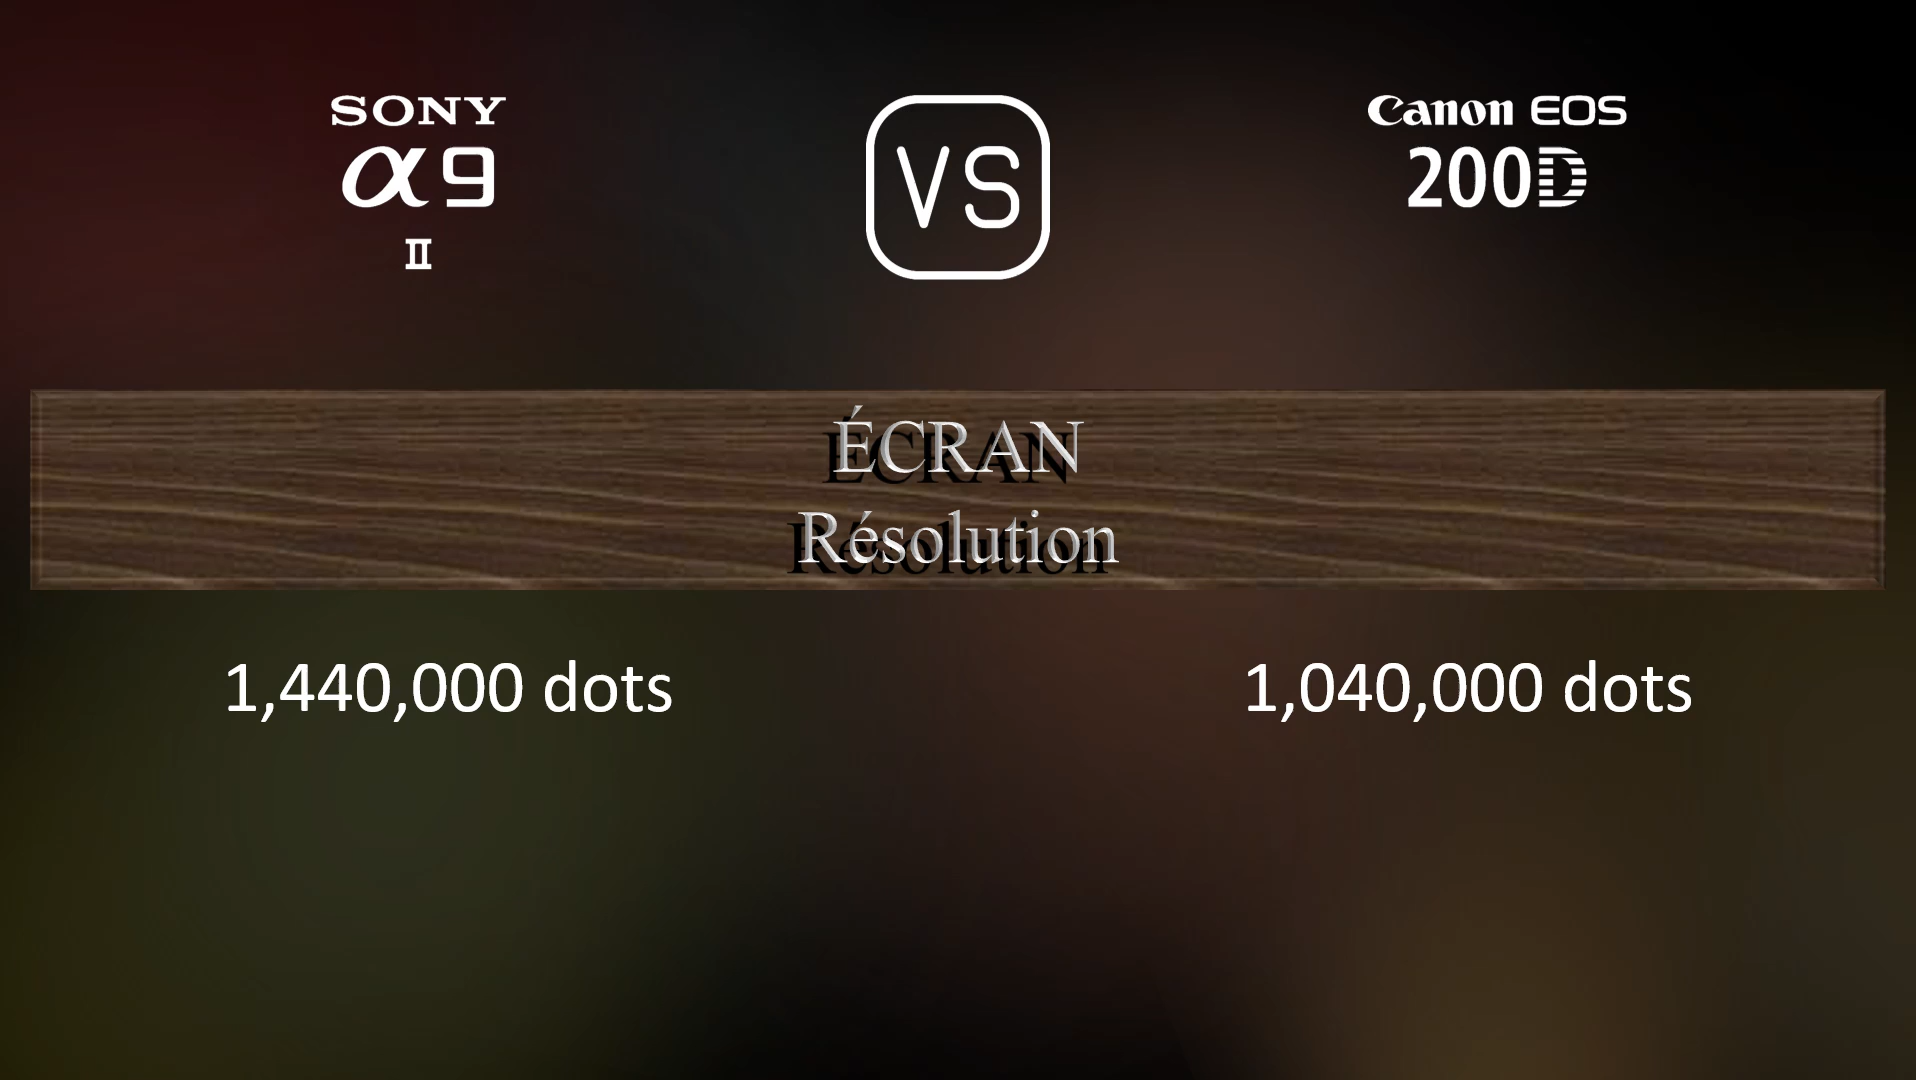 SONY
α9
II
VS
Canon EOS
200D
ÉCRAN
Résolution
1,440,000 dots
1,040,000 dots